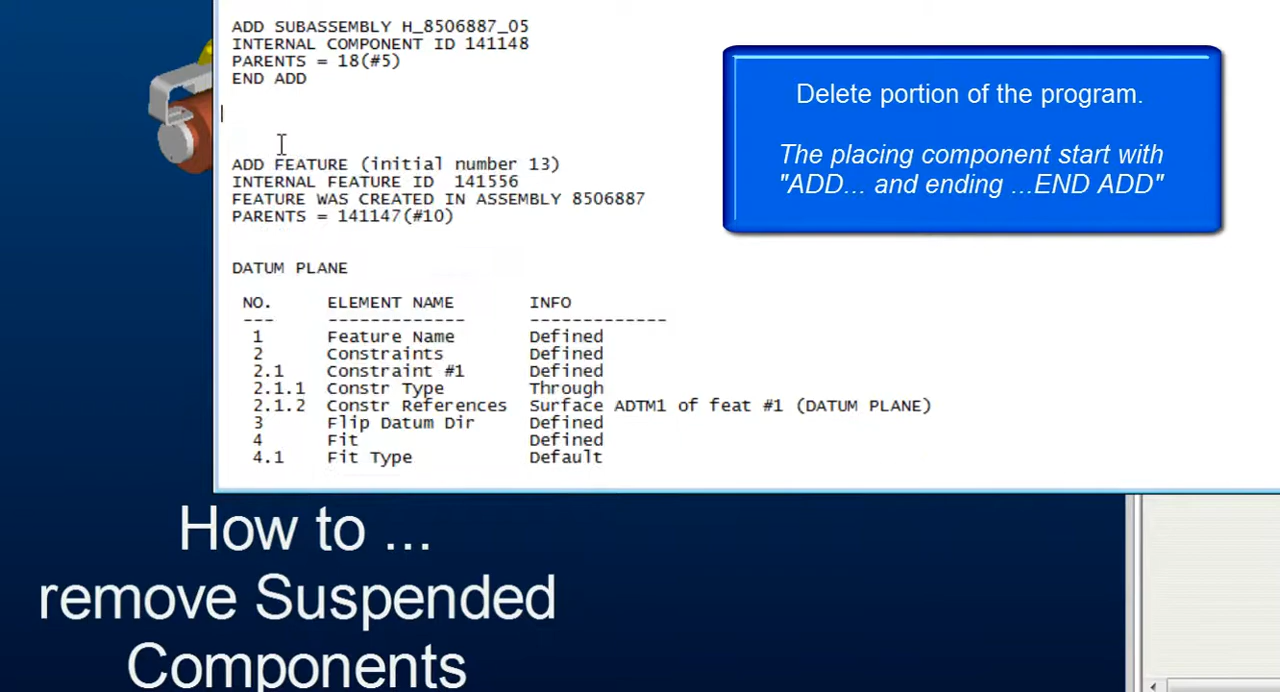 ADD SUBASSEMBLY H_8506887_05
INTERNAL COMPONENT ID 141148
PARENTS = 18(#5)
END ADD
ADD FEATURE (initial number 13)
INTERNAL FEATURE ID  141556
FEATURE WAS CREATED IN ASSEMBLY 8506887
PARENTS = 141147(#10)
DATUM PLANE
NO.    ELEMENT NAME    INFO
---    -------------    -------------
1    Feature Name    Defined
2    Constraints    Defined
2.1    Constraint #1    Defined
2.1.1    Constr Type    Through
2.1.2    Constr References    Surface ADTM1 of feat #1 (DATUM PLANE)
3    Flip Datum Dir    Defined
4    Fit    Defined
4.1    Fit Type    Default
Delete portion of the program.
The placing component start with
"ADD... and ending ...END ADD"
How to ...
remove Suspended
Components